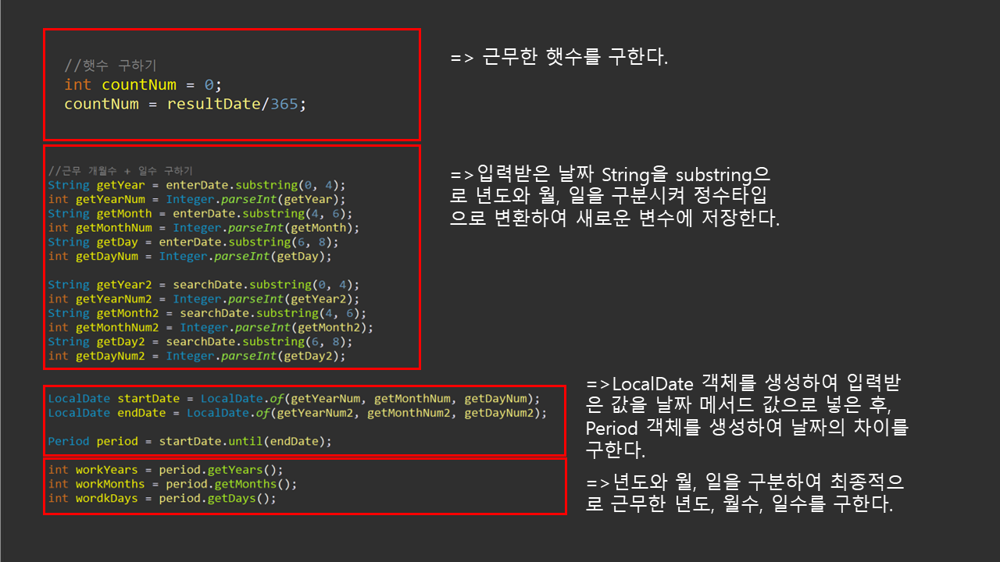 //햇수 구하기
int countNum = 0;
countNum = resultDate/365;
=> 근무한 햇수를 구한다.
//근무 개월수 + 일수 구하기
String getYear = enterDate.substring(0, 4);
int getYearNum = Integer.parseInt(getYear);
String getMonth = enterDate.substring(4, 6);
int getMonthNum = Integer.parseInt(getMonth);
String getDay = enterDate.substring(6, 8);
int getDayNum = Integer.parseInt(getDay);
String getYear2 = searchDate.substring(0, 4);
int getYearNum2 = Integer.parseInt(getYear2);
String getMonth2 = searchDate.substring(4, 6);
int getMonthNum2 = Integer.parseInt(getMonth2);
String getDay2 = searchDate.substring(6, 8);
int getDayNum2 = Integer.parseInt(getDay2);
=>입력받은 날짜 String을 substring으
로 년도와 월, 일을 구분시켜 정수타입
으로 변환하여 새로운 변수에 저장한다.
LocalDate startDate = LocalDate.of(getYearNum, getMonthNum, getDayNum);
LocalDate endDate = LocalDate.of(getYearNum2, getMonthNum2, getDayNum2);
Period period = startDate.until(endDate);
=>LocalDate 객체를 생성하여 입력받
은 값을 날짜 메서드 값으로 넣은 후,
Period 객체를 생성하여 날짜의 차이를
구한다.
int workYears = period.getYears();
int workMonths = period.getMonths();
int wordkDays = period.getDays();
=>년도와 월, 일을 구분하여 최종적으
로 근무한 년도, 월수, 일수를 구한다.